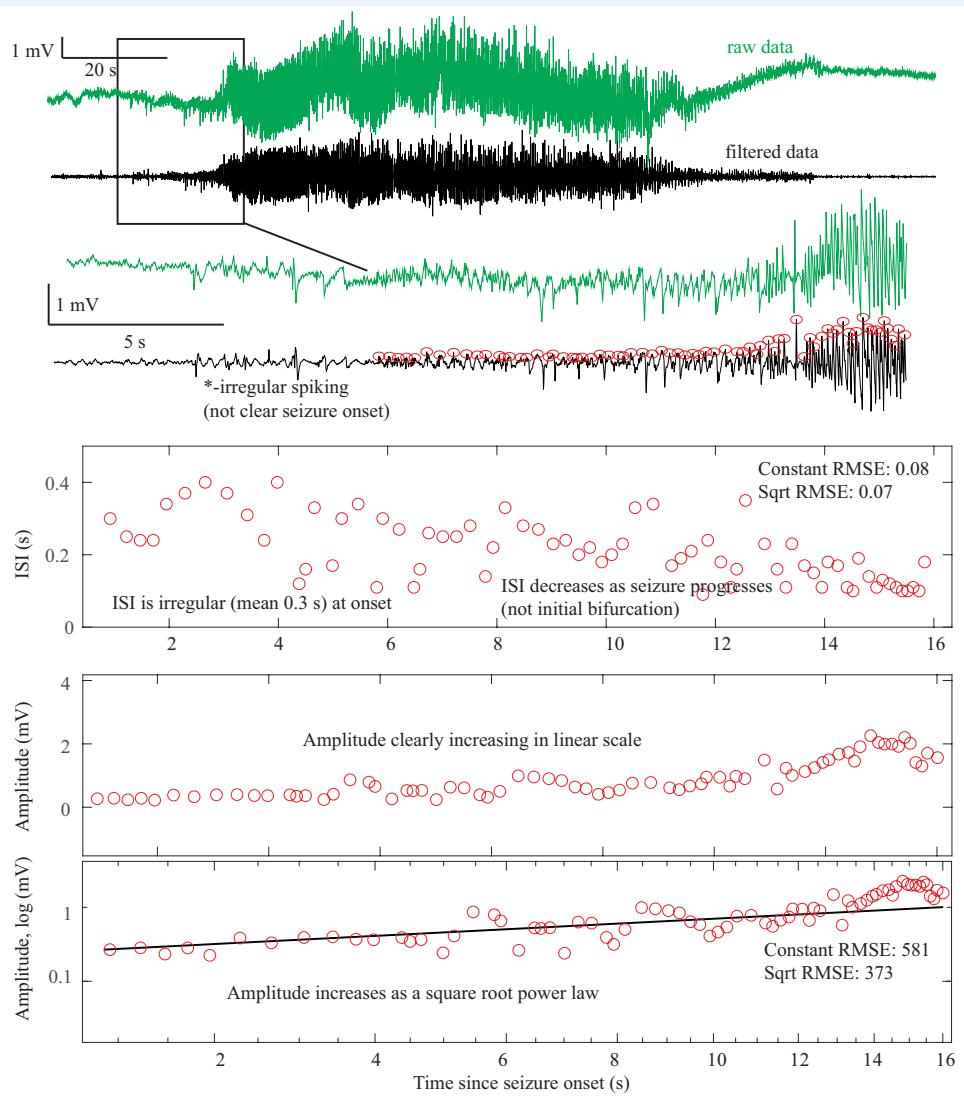 1 mV
20 s
raw data
filtered data
1 mV
5 s
*-irregular spiking
(not clear seizure onset)
Constant RMSE: 0.08
Sqrt RMSE: 0.07
0.4
0.2
0
ISI (s)
ISI is irregular (mean 0.3 s) at onset
ISI decreases as seizure progresses
(not initial bifurcation)
2 4 6 8 10 12 14 16
4
2
0
Amplitude (mV)
Amplitude clearly increasing in linear scale
1
0.1
Amplitude, log (mV)
Constant RMSE: 581
Sqrt RMSE: 373
Amplitude increases as a square root power law
2 4 6 8 10 12 14 16
Time since seizure onset (s)